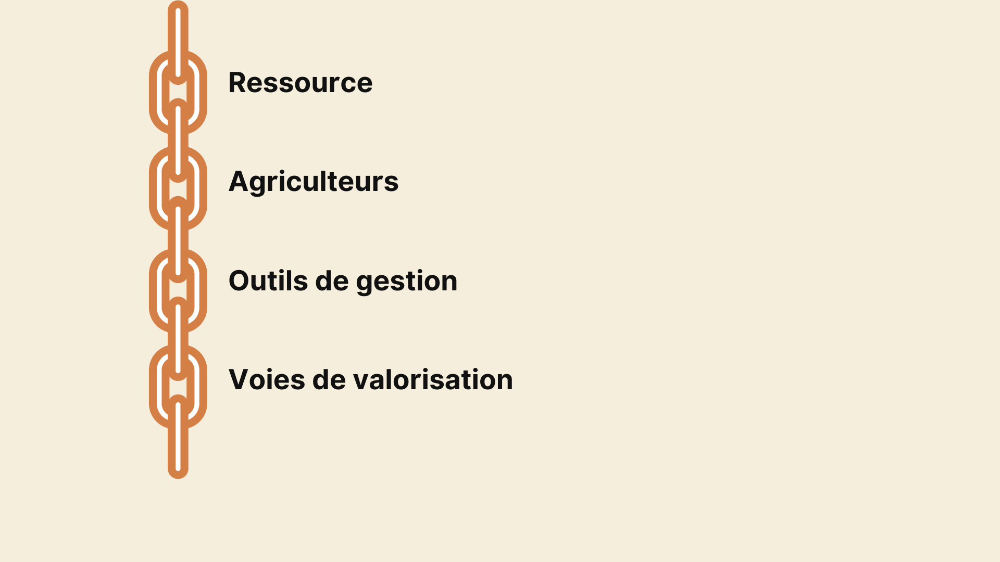 Ressource
Agriculteurs
Outils de gestion
Voies de valorisation